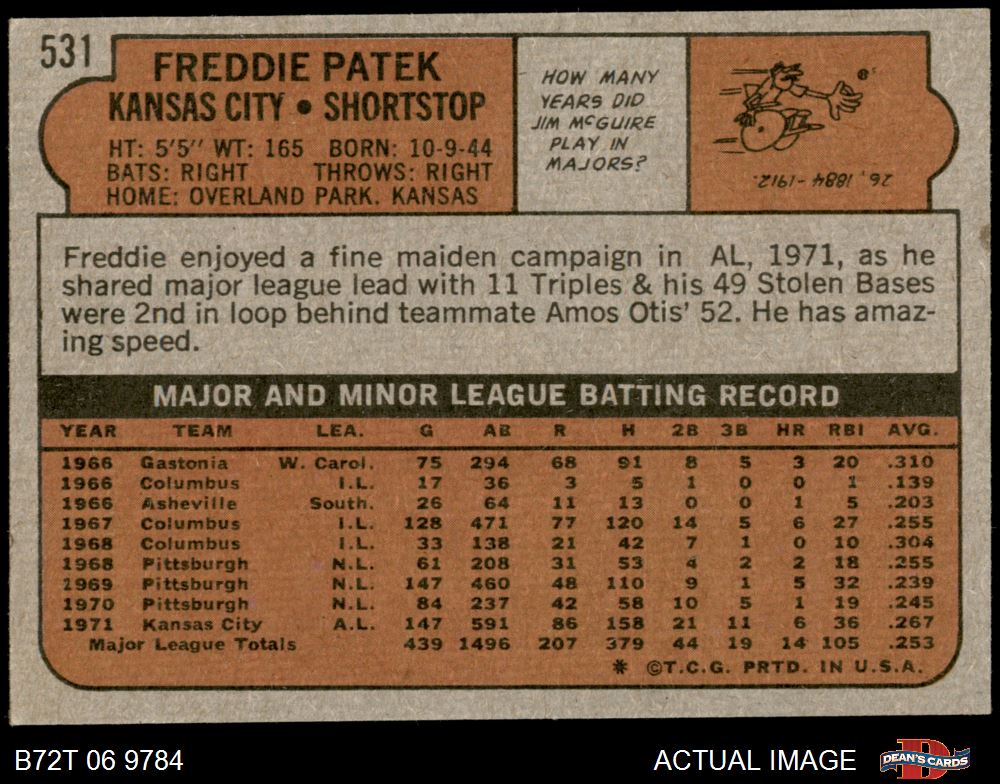 531
FREDDIE PATEK
KANSAS CITY • SHORTSTOP
HT: 5'5" WT: 165 BORN: 10-9-44
BATS: RIGHT THROWS: RIGHT
HOME: OVERLAND PARK. KANSAS
HOW MANY
YEARS DID
JIM McGUIRE
PLAY IN
MAJORS?
26, 1884-1912.
Freddie enjoyed a fine maiden campaign in AL, 1971, as he
shared major league lead with 11 Triples & his 49 Stolen Bases
were 2nd in loop behind teammate Amos Otis' 52. He has amaz-
ing speed.
MAJOR AND MINOR LEAGUE BATTING RECORD
YEAR TEAM LEA. G AB R H 2B 3B HR RBI AVG.
1966 Gastonia W. Carol. 75 294 68 91 8 5 3 20 .310
1966 Columbus I.L. 17 36 3 5 1 0 0 1 .139
1966 Asheville South. 26 64 11 13 0 0 1 5 .203
1967 Columbus I.L. 128 471 77 120 14 5 6 27 .255
1968 Columbus I.L. 33 138 21 42 7 1 0 10 .304
1968 Pittsburgh N.L. 61 208 31 53 4 2 2 18 .255
1969 Pittsburgh N.L. 147 460 48 110 9 1 5 32 .239
1970 Pittsburgh N.L. 84 237 42 58 10 5 1 19 .245
1971 Kansas City A.L. 147 591 86 158 21 11 6 36 .267
Major League Totals 439 1496 207 379 44 19 14 105 .253
* ©T.C.G. PRTD. IN U.S.A.
B72T 06 9784 ACTUAL IMAGE
DEAN'S CARDS